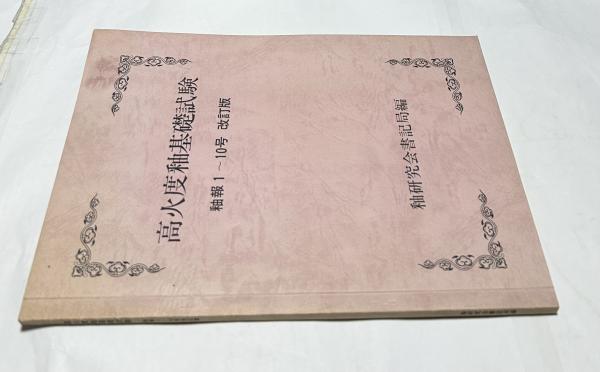 高火度釉基礎試験
釉報1～10号 改訂版
釉研究会書記局編